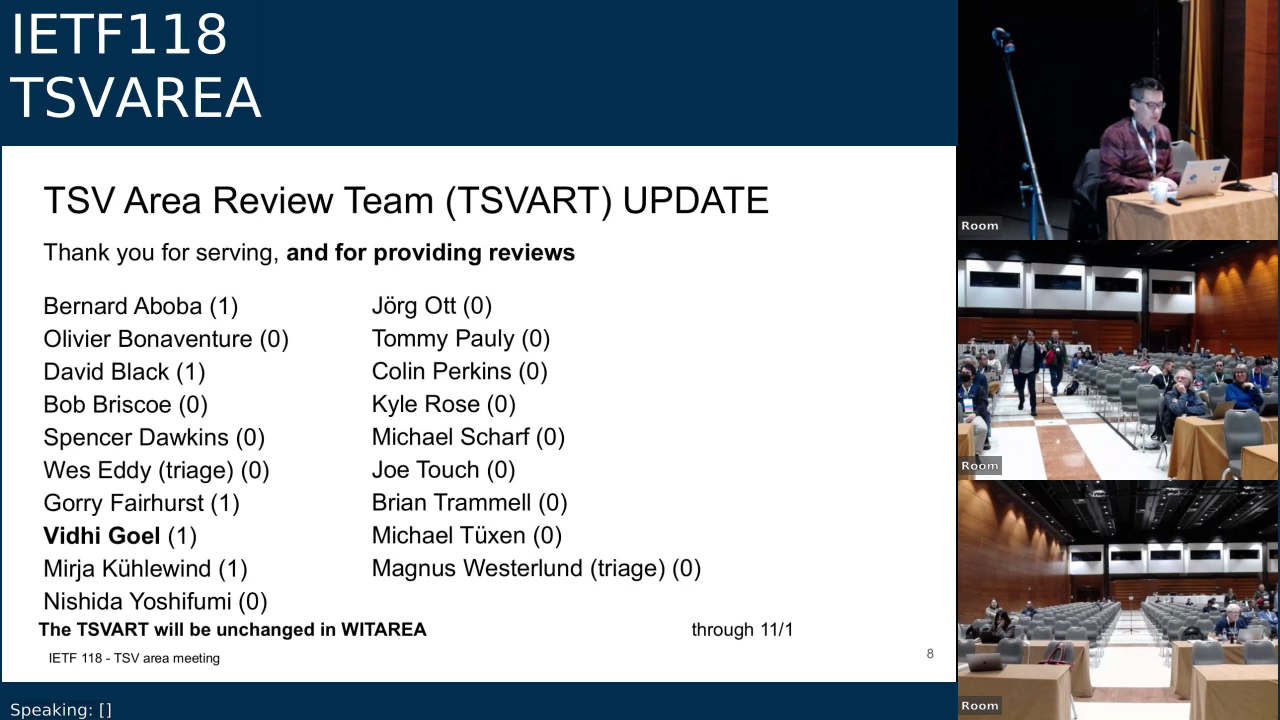 IETF118
TSVAREA
TSV Area Review Team (TSVART) UPDATE
Thank you for serving, and for providing reviews
Bernard Aboba (1)
Olivier Bonaventure (0)
David Black (1)
Bob Briscoe (0)
Spencer Dawkins (0)
Wes Eddy (triage) (0)
Gorry Fairhurst (1)
Vidhi Goel (1)
Mirja Kühlewind (1)
Nishida Yoshifumi (0)
Jörg Ott (0)
Tommy Pauly (0)
Colin Perkins (0)
Kyle Rose (0)
Michael Scharf (0)
Joe Touch (0)
Brian Trammell (0)
Michael Tüxen (0)
Magnus Westerlund (triage) (0)
The TSVART will be unchanged in WITAREA
through 11/1
IETF 118 - TSV area meeting
8
Speaking: []
Room
Room
Room